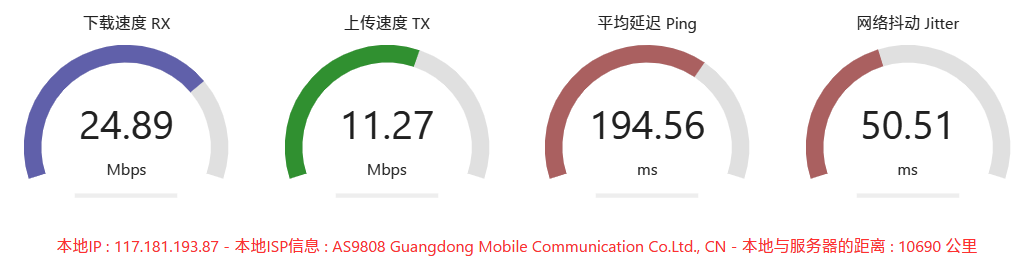 下载速度 RX
24.89
Mbps
上传速度 TX
11.27
Mbps
平均延迟 Ping
194.56
ms
网络抖动 Jitter
50.51
ms
本地IP : 117.181.193.87 - 本地ISP信息 : AS9808 Guangdong Mobile Communication Co.Ltd., CN - 本地与服务器的距离 : 10690 公里